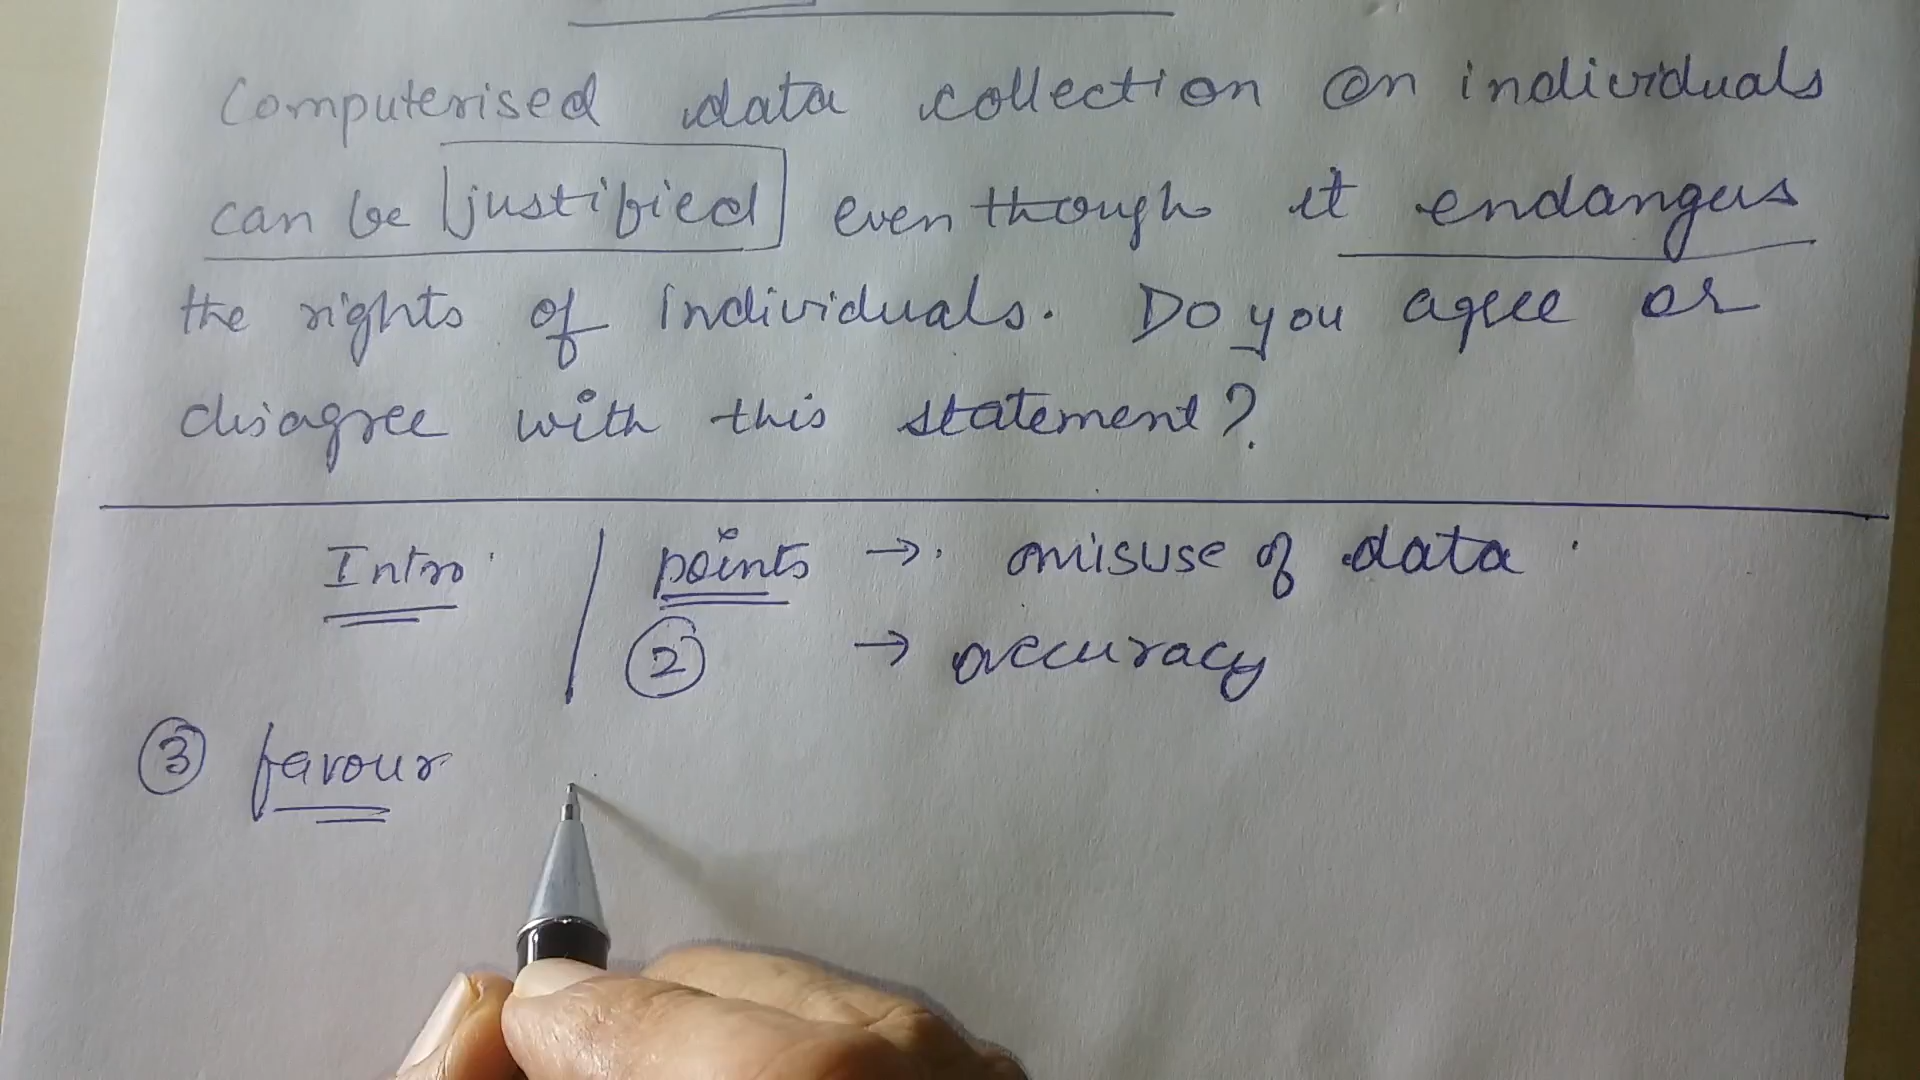 Computerised data collection on individuals
can be justified even though it endangers
the rights of individuals. Do you agree or
disagree with this statement?
Intro. points → misuse of data.
② → accuracy
③ favour